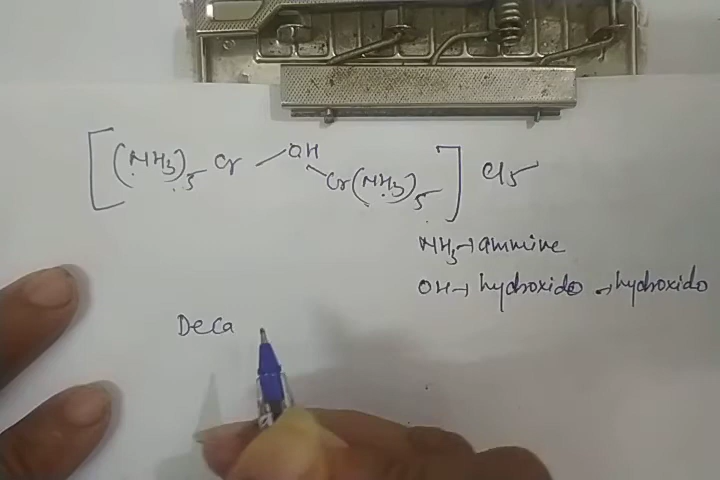 [(NH3)5 Cr — OH — Cr(NH3)5] Cl5
NH3 → ammine
OH → hydroxido → hydroxido
Deca